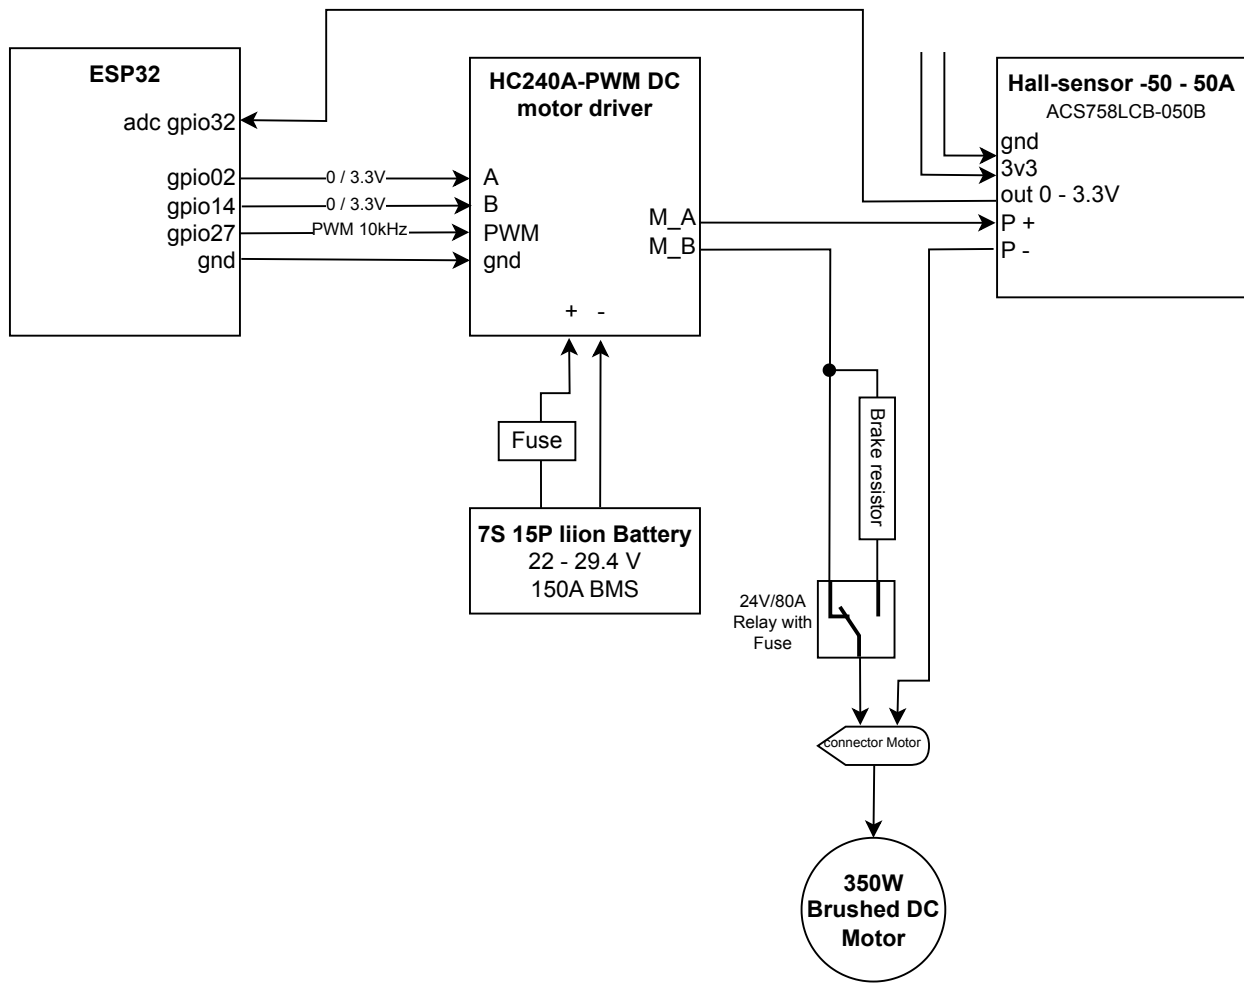 ESP32
adc gpio32
gpio02
gpio14
gpio27
gnd
0 / 3.3V
0 / 3.3V
PWM 10kHz
HC240A-PWM DC
motor driver
A
B
PWM
gnd
M_A
M_B
+ -
Hall-sensor -50 - 50A
ACS758LCB-050B
gnd
3v3
out 0 - 3.3V
P +
P -
Fuse
7S 15P liion Battery
22 - 29.4 V
150A BMS
Brake resistor
24V/80A
Relay with
Fuse
connector Motor
350W
Brushed DC
Motor